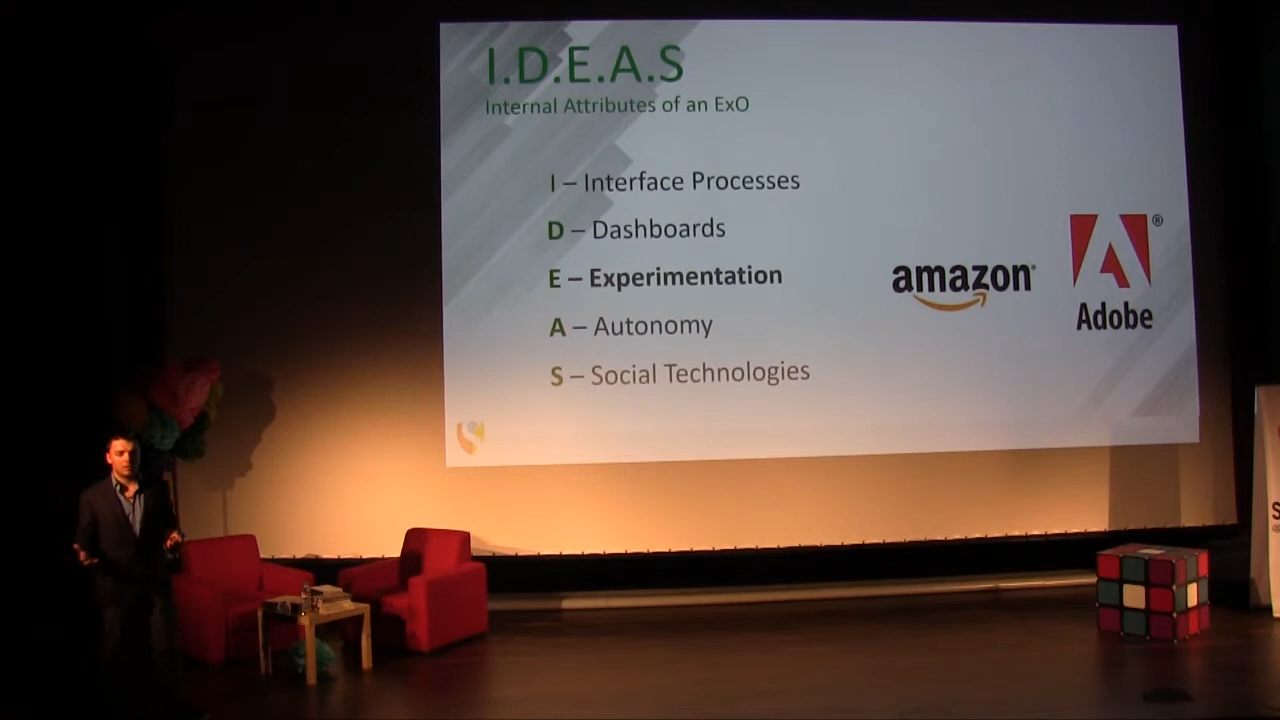 I.D.E.A.S
Internal Attributes of an ExO
I – Interface Processes
D – Dashboards
E – Experimentation
A – Autonomy
S – Social Technologies
amazon
Adobe®
S